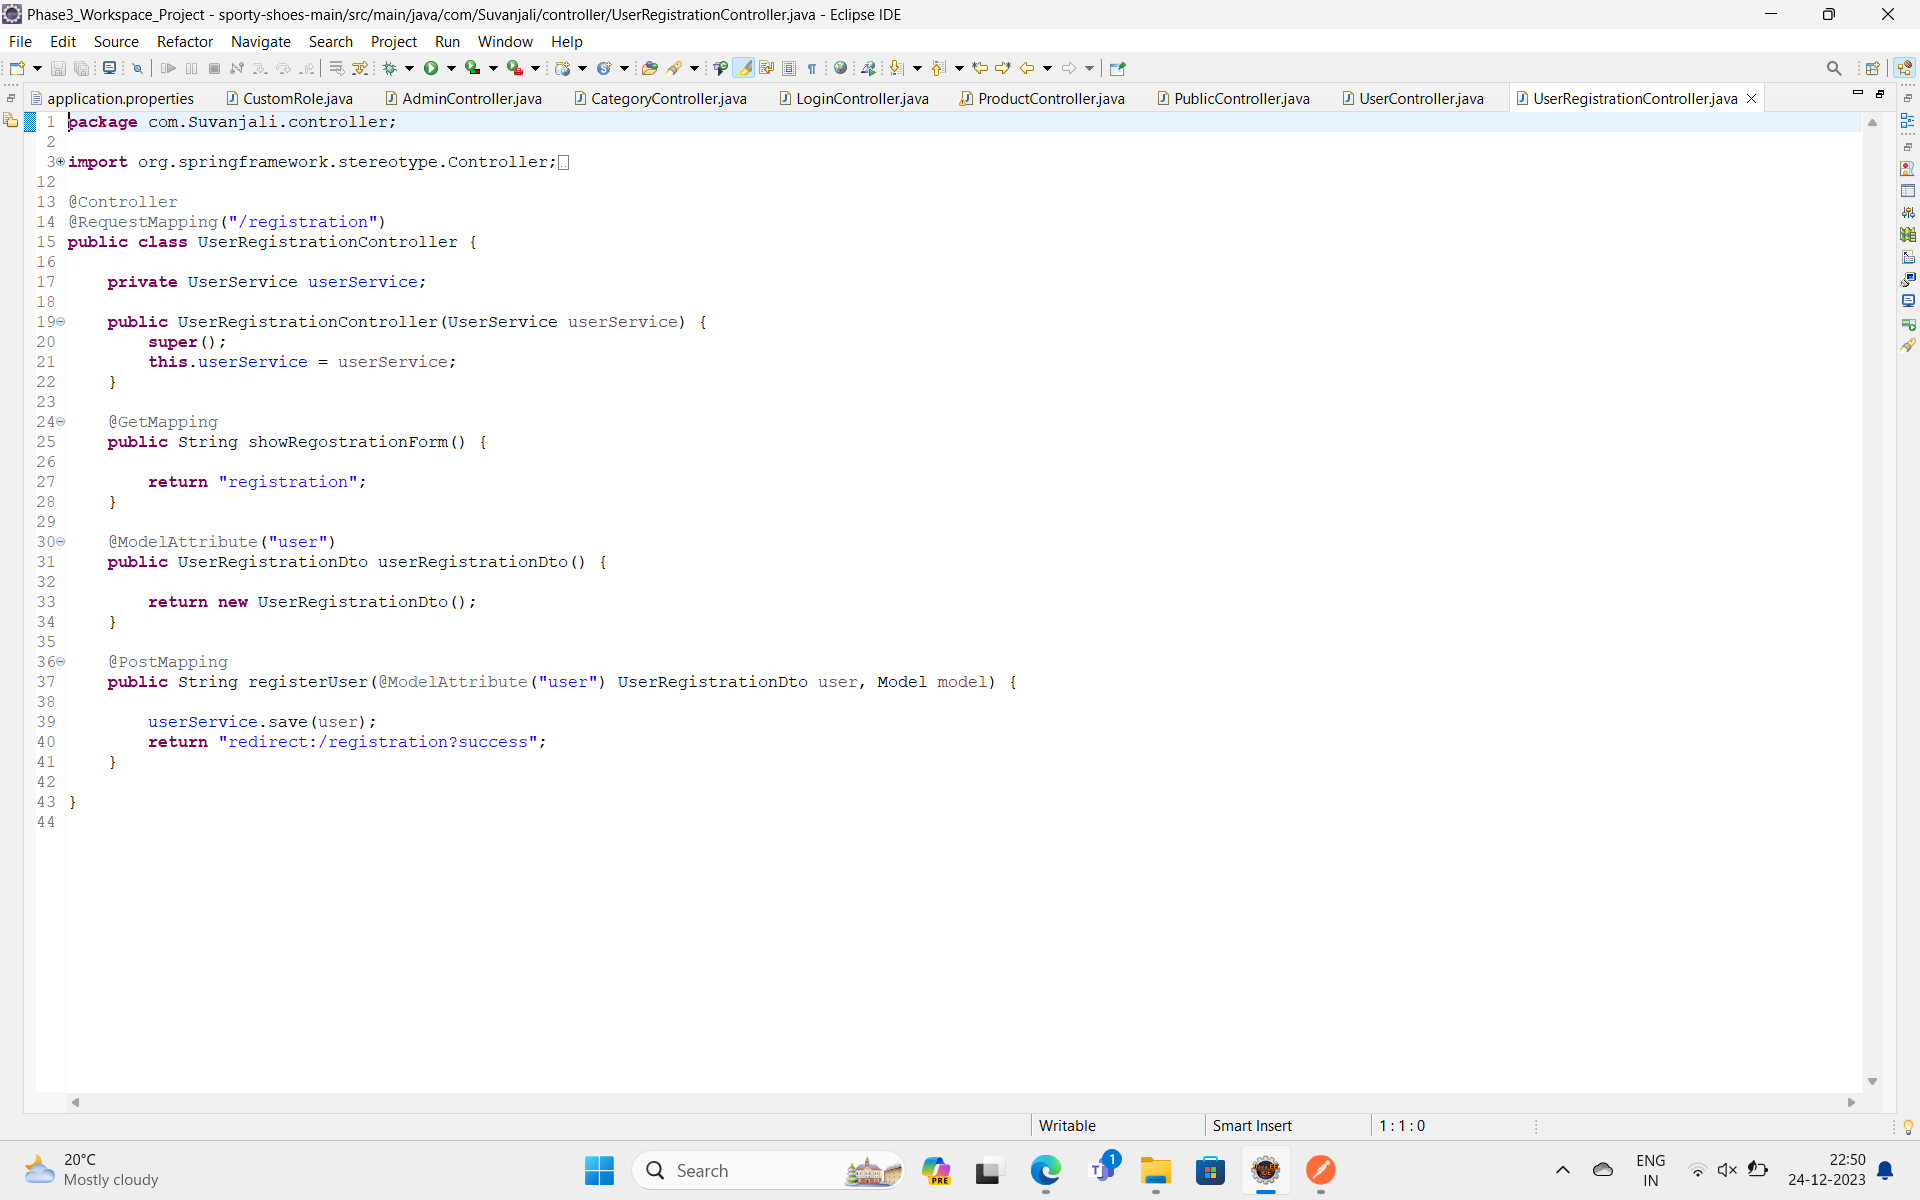 Phase3_Workspace_Project - sporty-shoes-main/src/main/java/com/Suvanjali/controller/UserRegistrationController.java - Eclipse IDE
File Edit Source Refactor Navigate Search Project Run Window Help
application.properties CustomRole.java AdminController.java CategoryController.java LoginController.java ProductController.java PublicController.java UserController.java UserRegistrationController.java
1 package com.Suvanjali.controller;
2
3 import org.springframework.stereotype.Controller;
12
13 @Controller
14 @RequestMapping("/registration")
15 public class UserRegistrationController {
16
17 private UserService userService;
18
19 public UserRegistrationController(UserService userService) {
20 super();
21 this.userService = userService;
22 }
23
24 @GetMapping
25 public String showRegostrationForm() {
26
27 return "registration";
28 }
29
30 @ModelAttribute("user")
31 public UserRegistrationDto userRegistrationDto() {
32
33 return new UserRegistrationDto();
34 }
35
36 @PostMapping
37 public String registerUser(@ModelAttribute("user") UserRegistrationDto user, Model model) {
38
39 userService.save(user);
40 return "redirect:/registration?success";
41 }
42
43 }
44
Writable Smart Insert 1 : 1 : 0
20°C
Mostly cloudy
Search
PRE
1
ENG
IN
22:50
24-12-2023